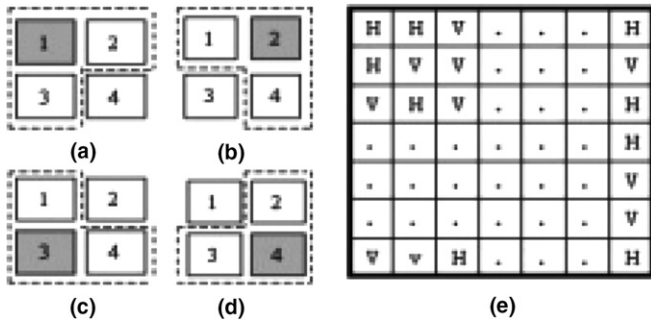 1 2
3 4
(a)
1 2
3 4
(b)
1 2
3 4
(c)
1 2
3 4
(d)
H H V . . . H
H V V . . . V
V H V . . . H
. . . . . . H
. . . . . . V
. . . . . . V
V v H . . . H
(e)